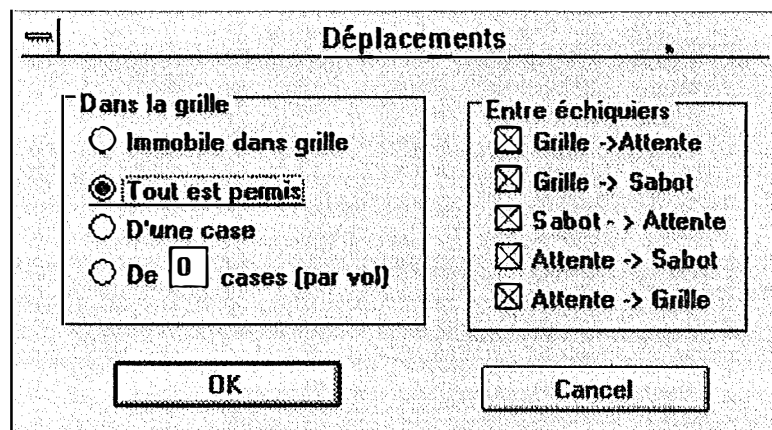 Déplacements
Dans la grille
Immobile dans grille
Tout est permis
D'une case
De 0 cases (par vol)
Entre échiquiers
Grille ->Attente
Grille -> Sabot
Sabot - > Attente
Attente -> Sabot
Attente -> Grille
OK
Cancel